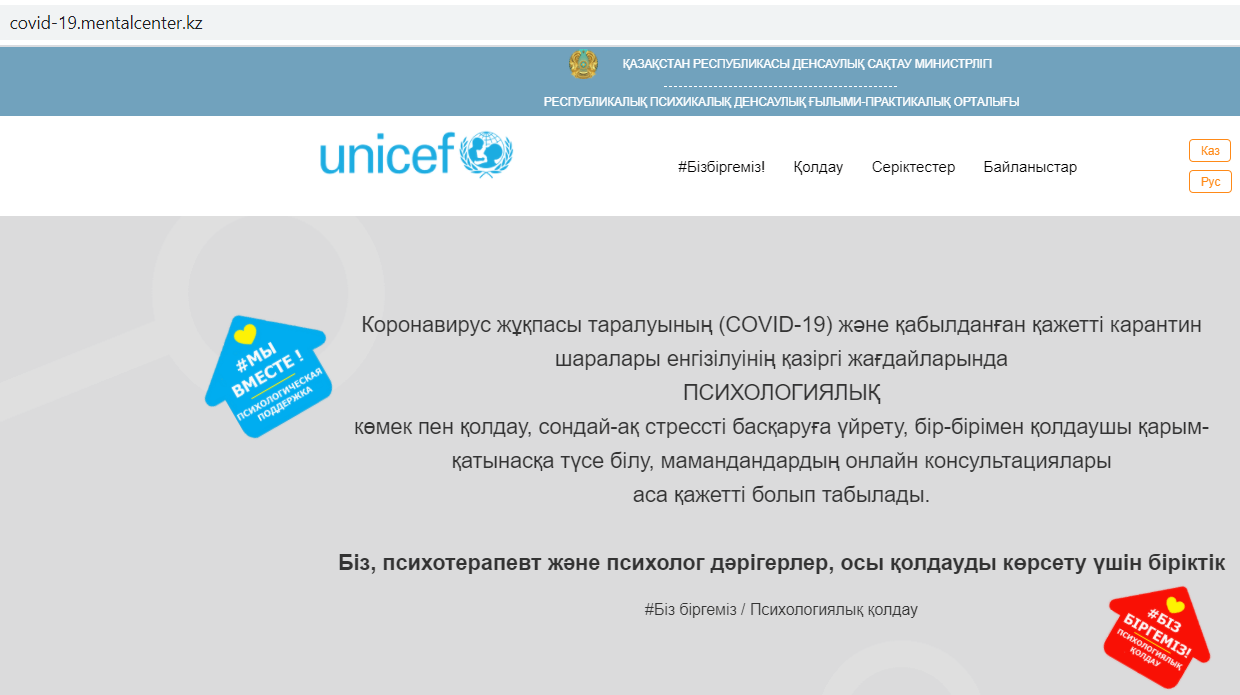 covid-19.mentalcenter.kz
ҚАЗАҚСТАН РЕСПУБЛИКАСЫ ДЕНСАУЛЫҚ САҚТАУ МИНИСТРЛІГІ
РЕСПУБЛИКАЛЫҚ ПСИХИКАЛЫҚ ДЕНСАУЛЫҚ ҒЫЛЫМИ-ПРАКТИКАЛЫҚ ОРТАЛЫҒЫ
unicef
#Бізбіргеміз! Қолдау Серіктестер Байланыстар
Каз
Рус
#МЫ
ВМЕСТЕ !
ПСИХОЛОГИЧЕСКАЯ
ПОДДЕРЖКА
Коронавирус жұқпасы таралуының (COVID-19) және қабылданған қажетті карантин
шаралары енгізілуінің қазіргі жағдайларында
ПСИХОЛОГИЯЛЫҚ
көмек пен қолдау, сондай-ақ стрессті басқаруға үйрету, бір-бірімен қолдаушы қарым-
қатынасқа түсе білу, мамандандардың онлайн консультациялары
аса қажетті болып табылады.
Біз, психотерапевт және психолог дәрігерлер, осы қолдауды көрсету үшін біріктік
#Біз біргеміз / Психологиялық қолдау
#БІЗ
БІРГЕМІЗ!
ПСИХОЛОГИЯЛЫҚ
ҚОЛДАУ